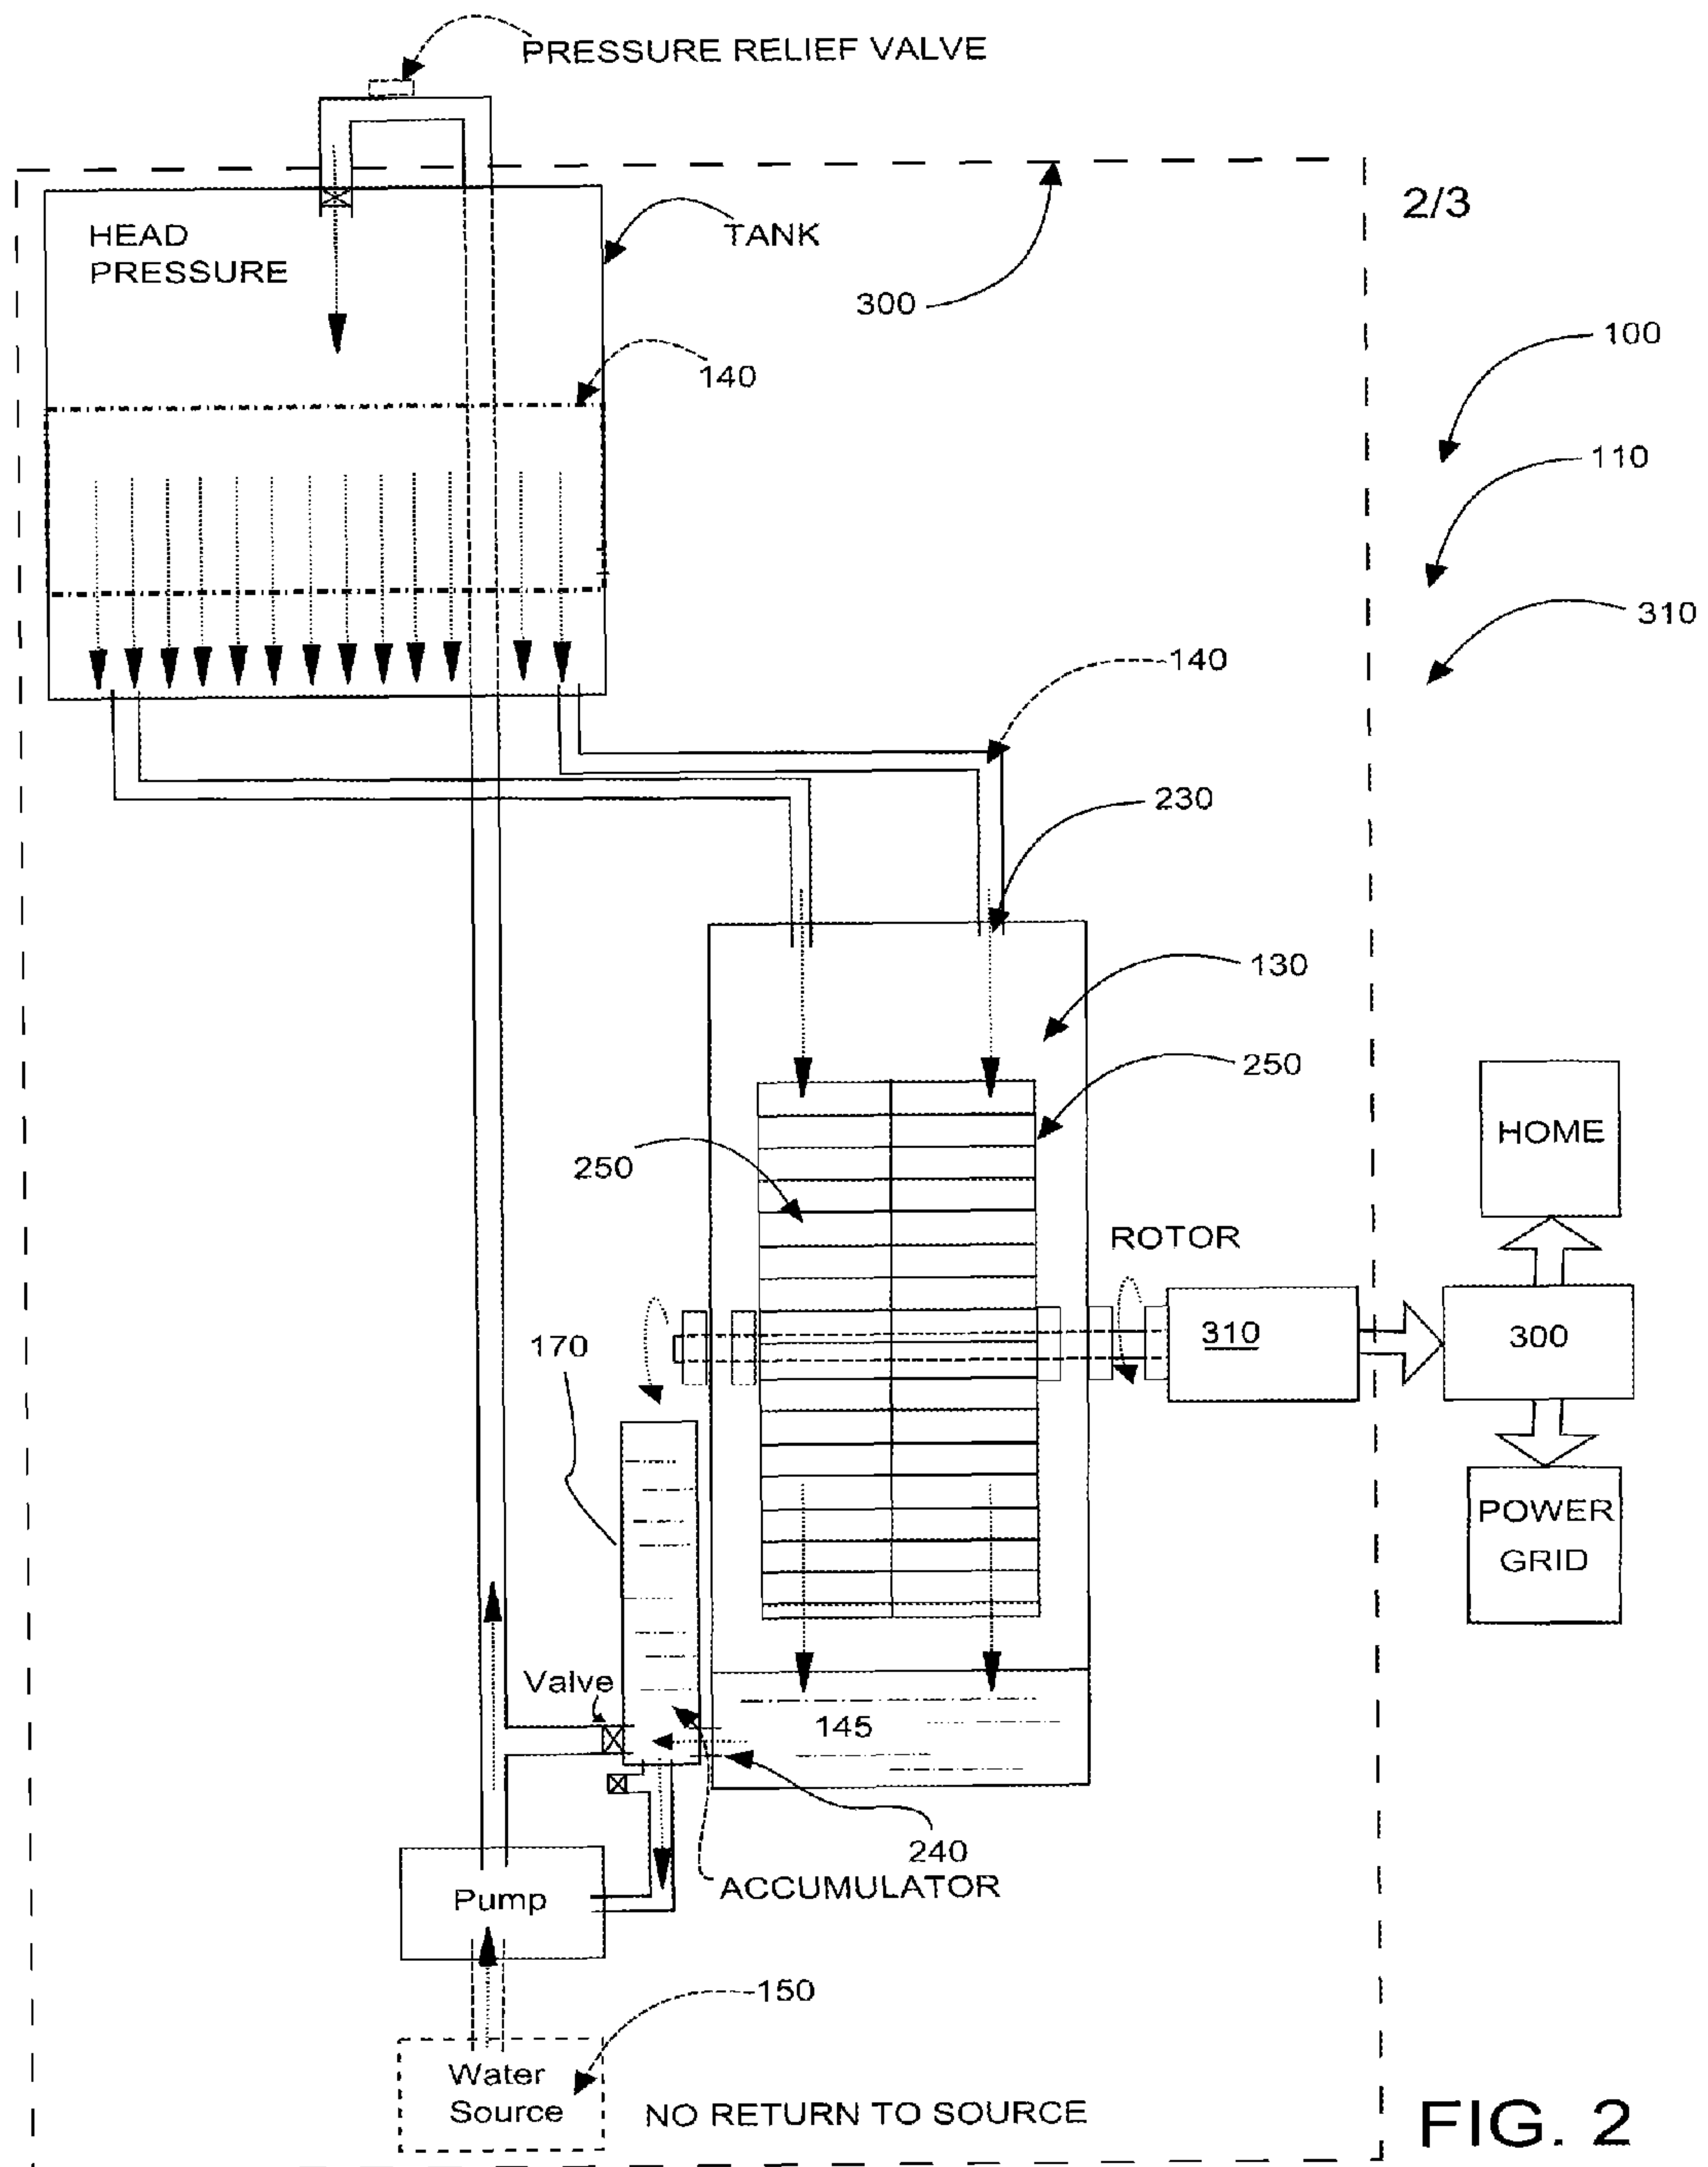 PRESSURE RELIEF VALVE
2/3
HEAD
PRESSURE
TANK
300
100
140
110
310
140
230
130
250
HOME
250
ROTOR
170
310
300
POWER
GRID
Valve
145
240
ACCUMULATOR
Pump
150
Water
Source
NO RETURN TO SOURCE
FIG. 2